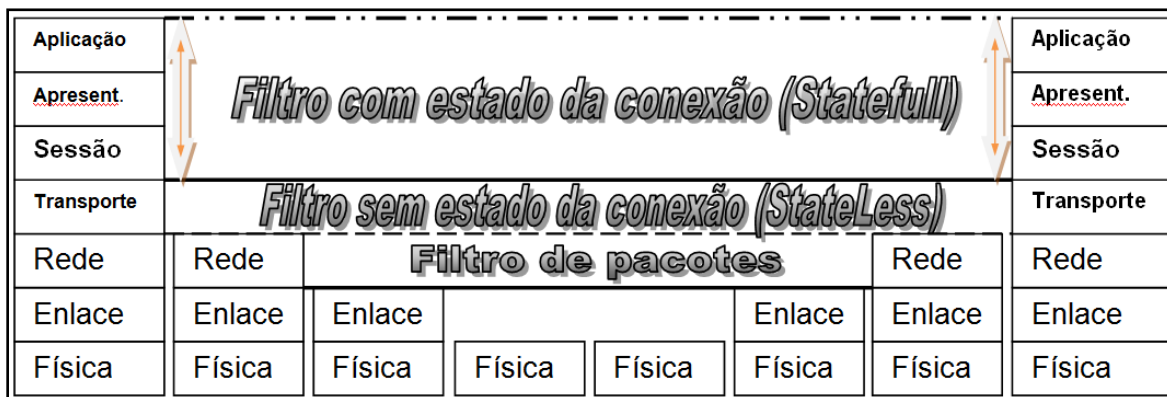 Aplicação Aplicação
Filtro com estado da conexão (Statefull)
Apresent. Apresent.
Sessão Sessão
Transporte Filtro sem estado da conexão (StateLess) Transporte
Rede Rede Filtro de pacotes Rede Rede
Enlace Enlace Enlace Enlace Enlace Enlace
Física Física Física Física Física Física Física Física